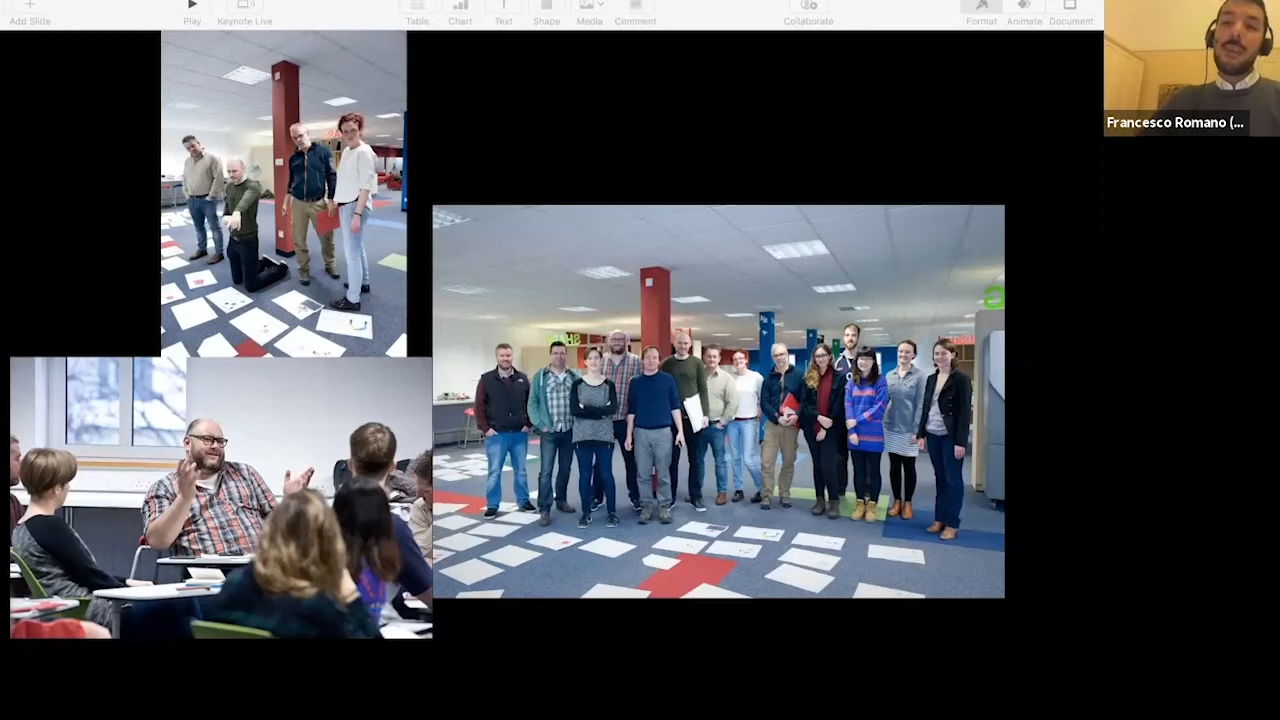 Add Slide
Play
Keynote Live
Table
Chart
Text
Shape
Media
Comment
Collaborate
Format
Animate
Document
Francesco Romano (...